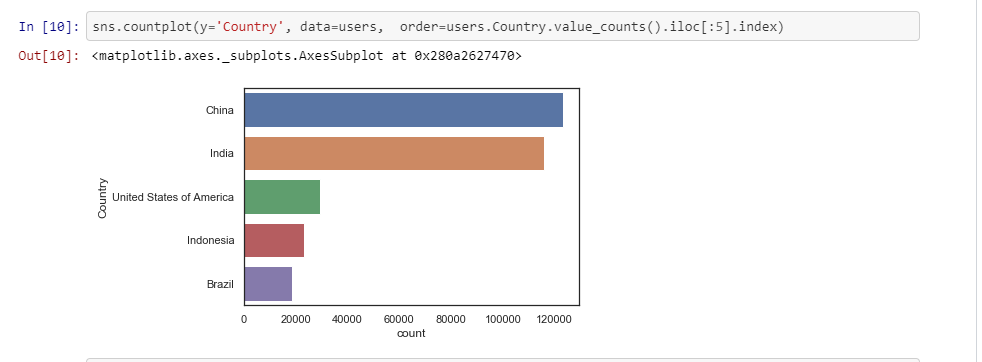 In [10]: sns.countplot(y='Country', data=users,  order=users.Country.value_counts().iloc[:5].index)
Out[10]: <matplotlib.axes._subplots.AxesSubplot at 0x280a2627470>
China
India
United States of America
Indonesia
Brazil
Country
0 20000 40000 60000 80000 100000 120000
count